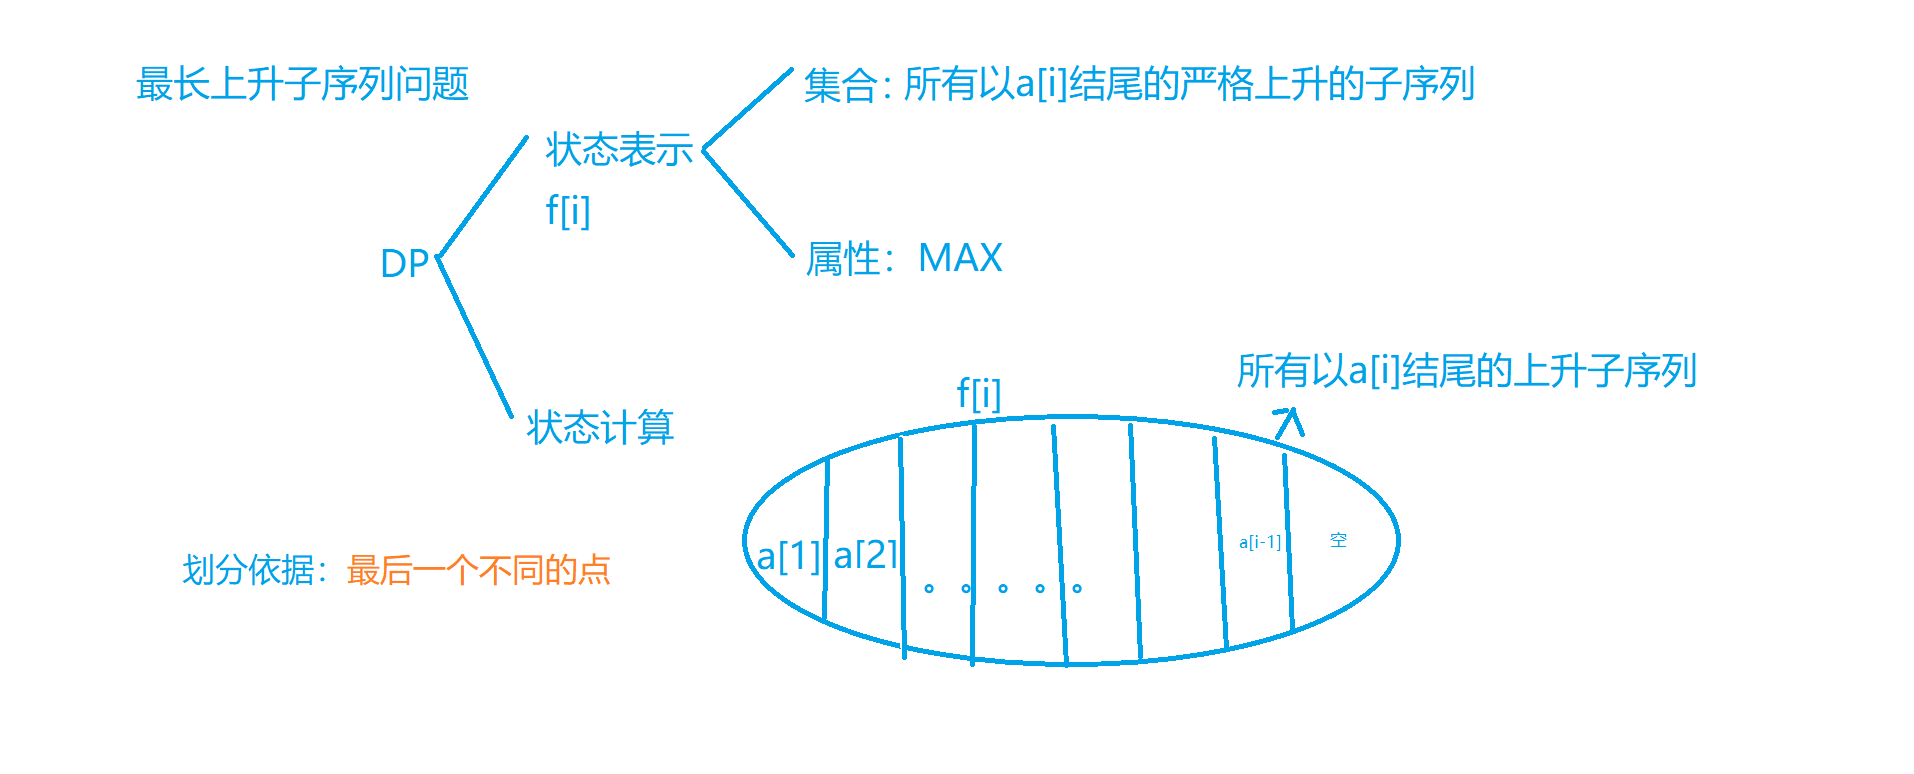 最长上升子序列问题
集合：所有以a[i]结尾的严格上升的子序列
状态表示
f[i]
DP
属性：MAX
所有以a[i]结尾的上升子序列
f[i]
状态计算
a[1]
a[2]
。。。。。
a[i-1]
空
划分依据：最后一个不同的点